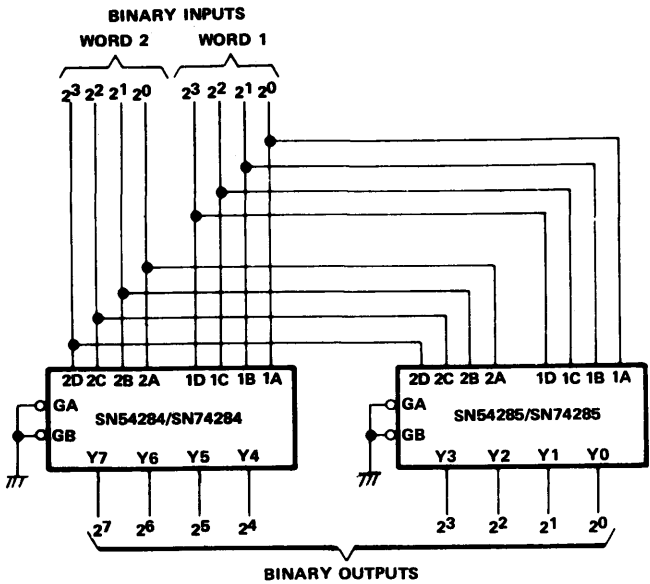 BINARY INPUTS
WORD 2 WORD 1
2³ 2² 2¹ 2⁰ 2³ 2² 2¹ 2⁰
2D 2C 2B 2A 1D 1C 1B 1A 2D 2C 2B 2A 1D 1C 1B 1A
GA SN54284/SN74284 GA SN54285/SN74285
GB GB
Y7 Y6 Y5 Y4 Y3 Y2 Y1 Y0
2⁷ 2⁶ 2⁵ 2⁴ 2³ 2² 2¹ 2⁰
BINARY OUTPUTS